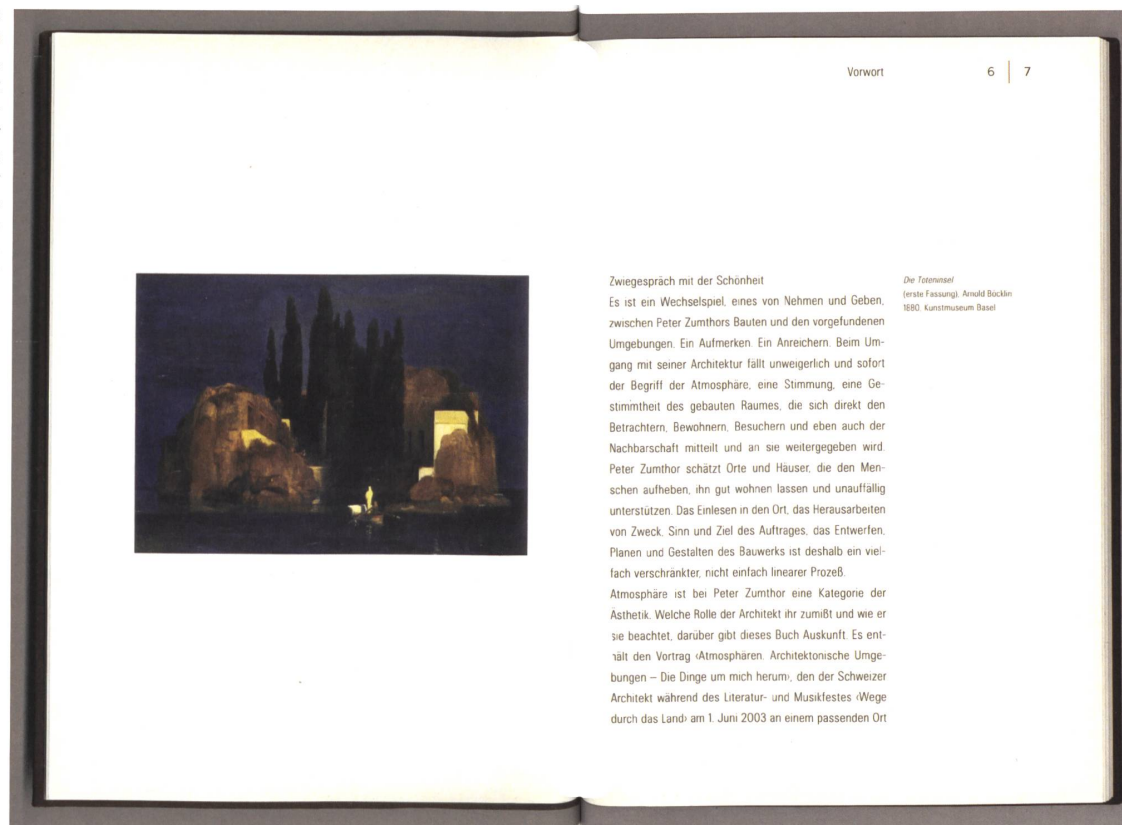 Vorwort 6 | 7
Zwiegespräch mit der Schönheit
Es ist ein Wechselspiel, eines von Nehmen und Geben,
zwischen Peter Zumthors Bauten und den vorgefundenen
Umgebungen. Ein Aufmerken. Ein Anreichern. Beim Um-
gang mit seiner Architektur fällt unweigerlich und sofort
der Begriff der Atmosphäre, eine Stimmung, eine Ge-
stimmtheit des gebauten Raumes, die sich direkt den
Betrachtern, Bewohnern, Besuchern und eben auch der
Nachbarschaft mitteilt und an sie weitergegeben wird.
Peter Zumthor schätzt Orte und Häuser, die den Men-
schen aufheben, ihn gut wohnen lassen und unauffällig
unterstützen. Das Einlesen in den Ort, das Herausarbeiten
von Zweck, Sinn und Ziel des Auftrages, das Entwerfen,
Planen und Gestalten des Bauwerks ist deshalb ein viel-
fach verschränkter, nicht einfach linearer Prozeß.
Atmosphäre ist bei Peter Zumthor eine Kategorie der
Ästhetik. Welche Rolle der Architekt ihr zumißt und wie er
sie beachtet, darüber gibt dieses Buch Auskunft. Es ent-
hält den Vortrag ‹Atmosphären. Architektonische Umge-
bungen – Die Dinge um mich herum›, den der Schweizer
Architekt während des Literatur- und Musikfestes ‹Wege
durch das Land› am 1. Juni 2003 an einem passenden Ort
Die Toteninsel
(erste Fassung), Arnold Böcklin
1880, Kunstmuseum Basel